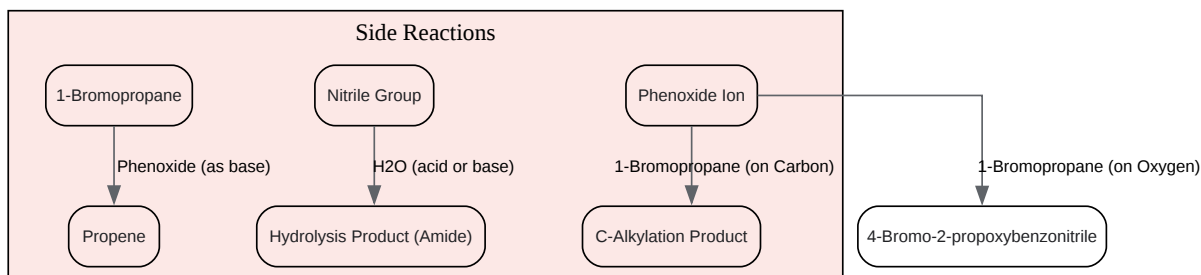 Side Reactions
1-Bromopropane
Nitrile Group
Phenoxide Ion
Phenoxide (as base)
H2O (acid or base)
1-Bromopropane (on Carbon)
1-Bromopropane (on Oxygen)
Propene
Hydrolysis Product (Amide)
C-Alkylation Product
4-Bromo-2-propoxybenzonitrile